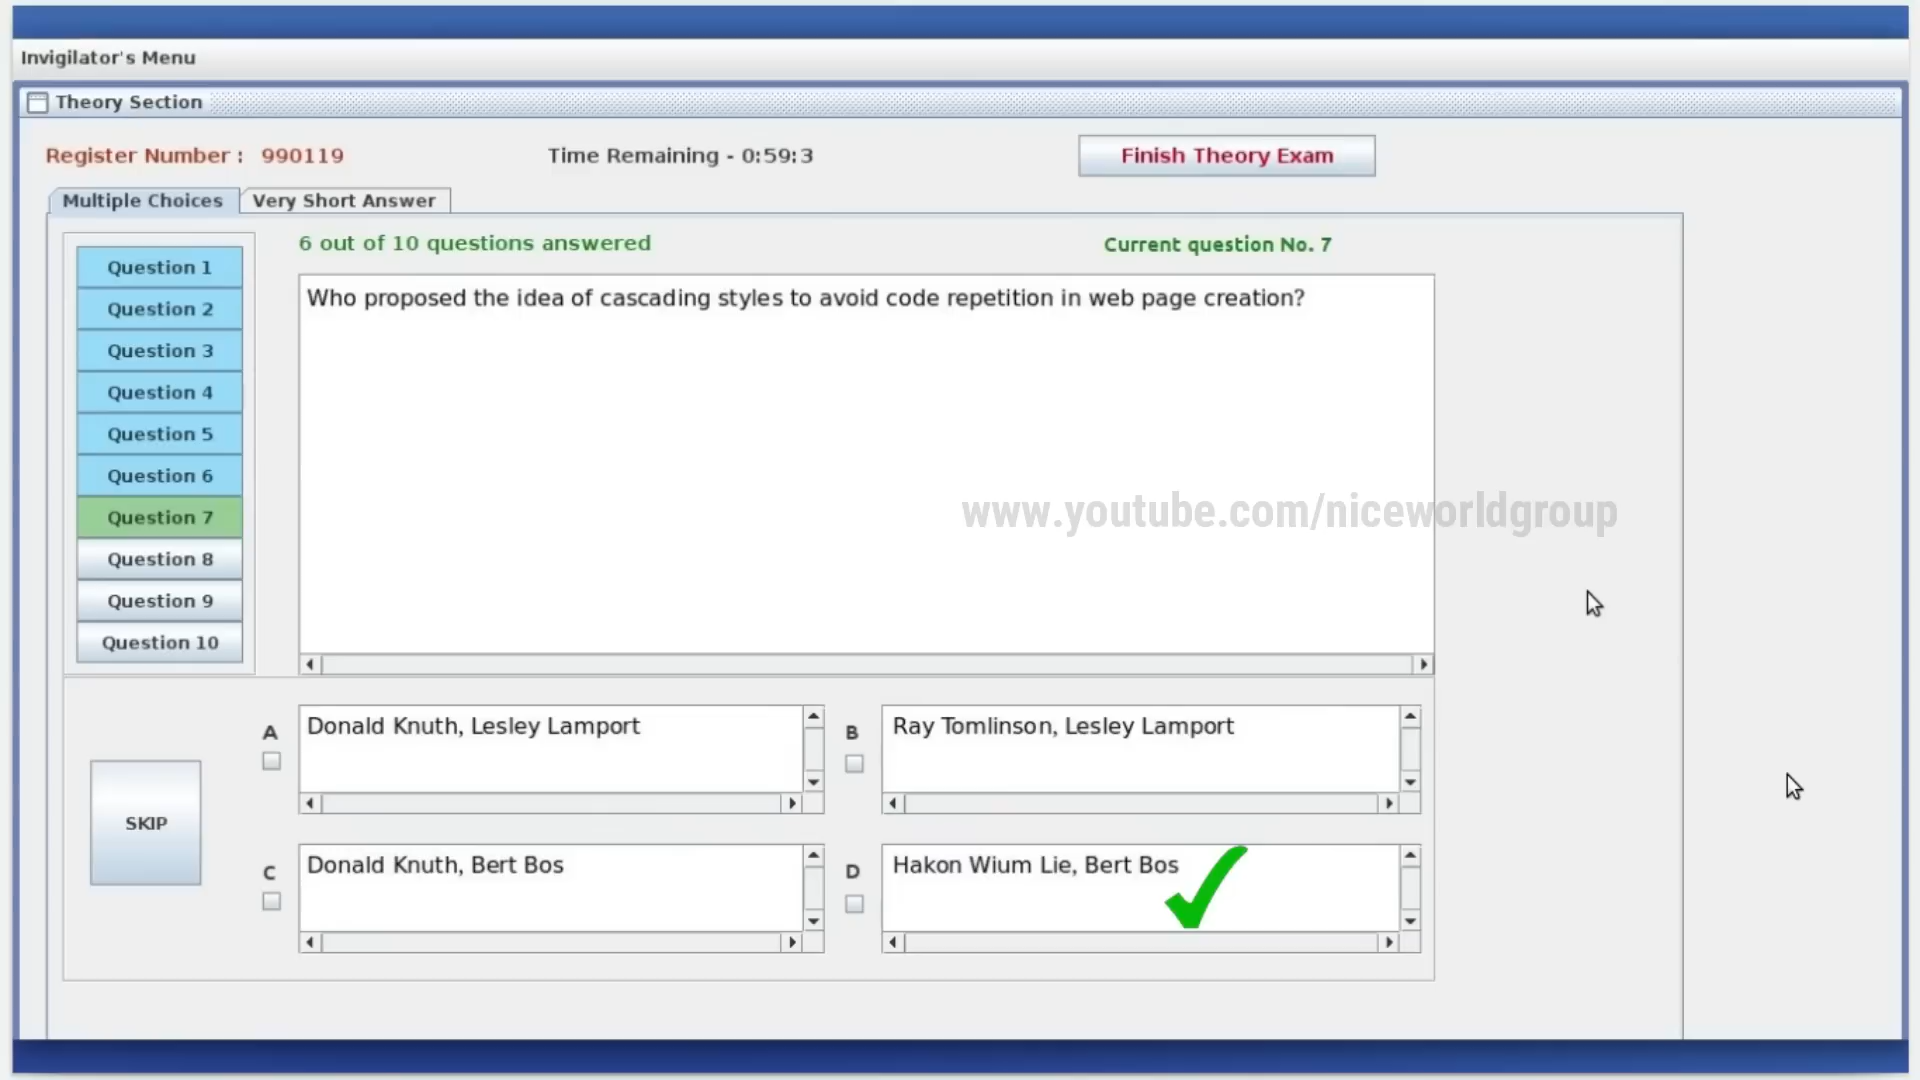 Invigilator's Menu
Theory Section
Register Number : 990119
Time Remaining - 0:59:3
Finish Theory Exam
Multiple Choices
Very Short Answer
6 out of 10 questions answered
Current question No. 7
Question 1
Question 2
Question 3
Question 4
Question 5
Question 6
Question 7
Question 8
Question 9
Question 10
Who proposed the idea of cascading styles to avoid code repetition in web page creation?
www.youtube.com/niceworldgroup
SKIP
A
Donald Knuth, Lesley Lamport
B
Ray Tomlinson, Lesley Lamport
C
Donald Knuth, Bert Bos
D
Hakon Wium Lie, Bert Bos